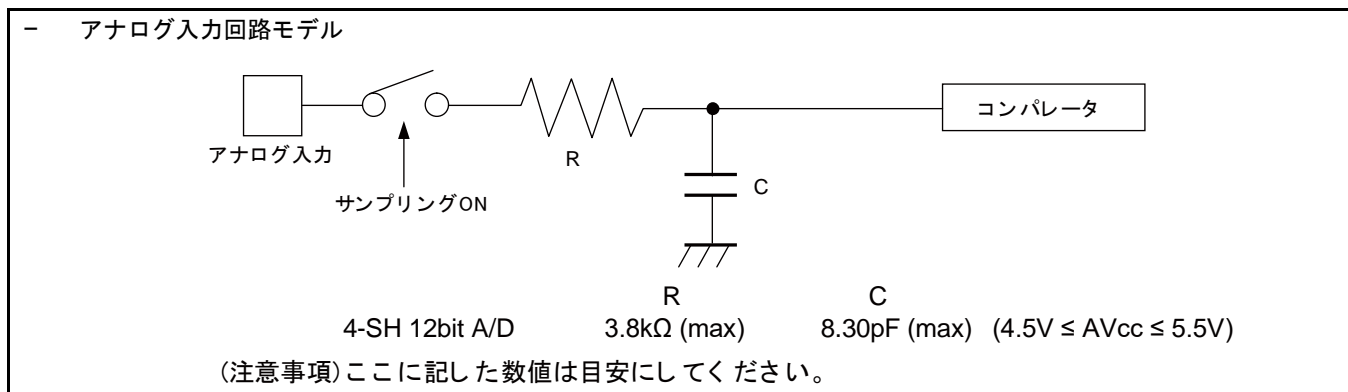 − アナログ入力回路モデル
アナログ入力
サンプリングON
R
C
コンパレータ
R C
4-SH 12bit A/D 3.8kΩ (max) 8.30pF (max) (4.5V ≤ AVcc ≤ 5.5V)
(注意事項)ここに記した数値は目安にしてください。